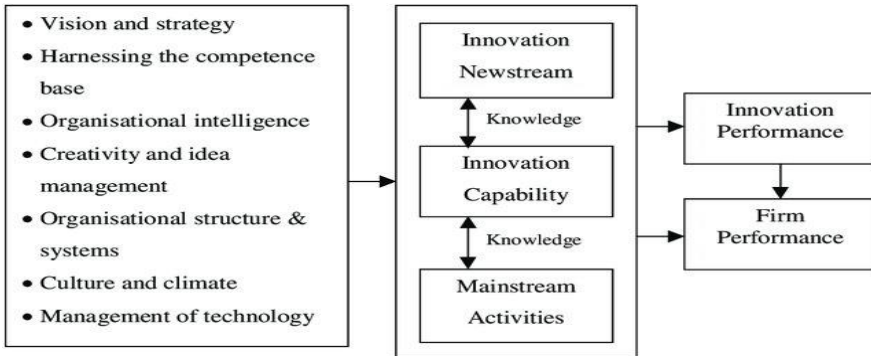 • Vision and strategy
• Harnessing the competence
base
• Organisational intelligence
• Creativity and idea
management
• Organisational structure &
systems
• Culture and climate
• Management of technology
Innovation
Newstream
Knowledge
Innovation
Capability
Knowledge
Mainstream
Activities
Innovation
Performance
Firm
Performance